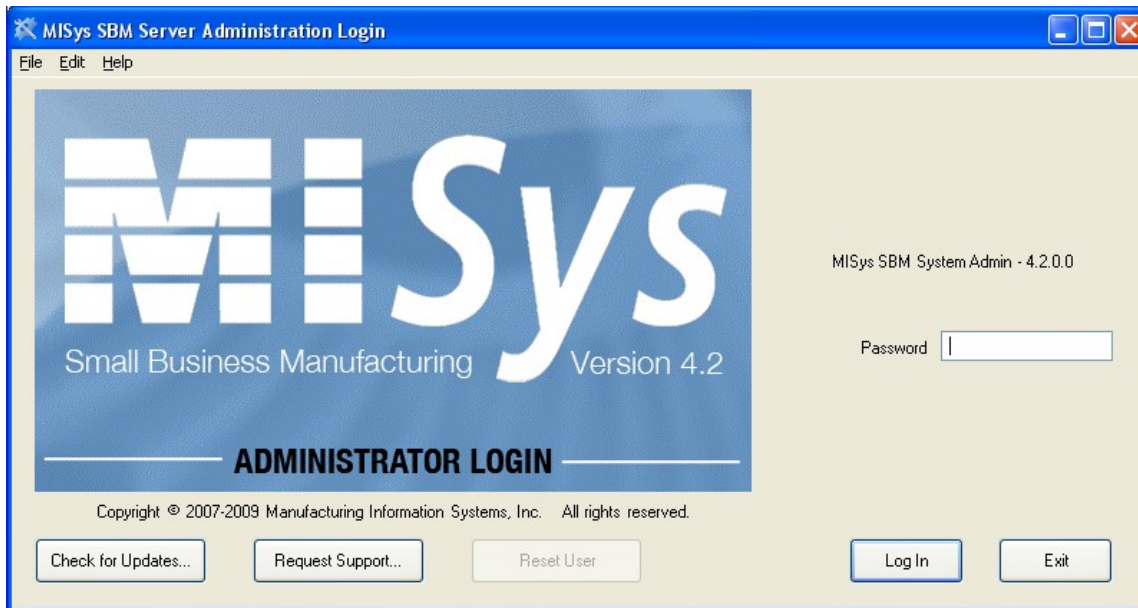 MISys SBM Server Administration Login
File Edit Help
MISys
Small Business Manufacturing Version 4.2
ADMINISTRATOR LOGIN
MISys SBM System Admin - 4.2.0.0
Password
Copyright © 2007-2009 Manufacturing Information Systems, Inc. All rights reserved.
Check for Updates... Request Support... Reset User Log In Exit